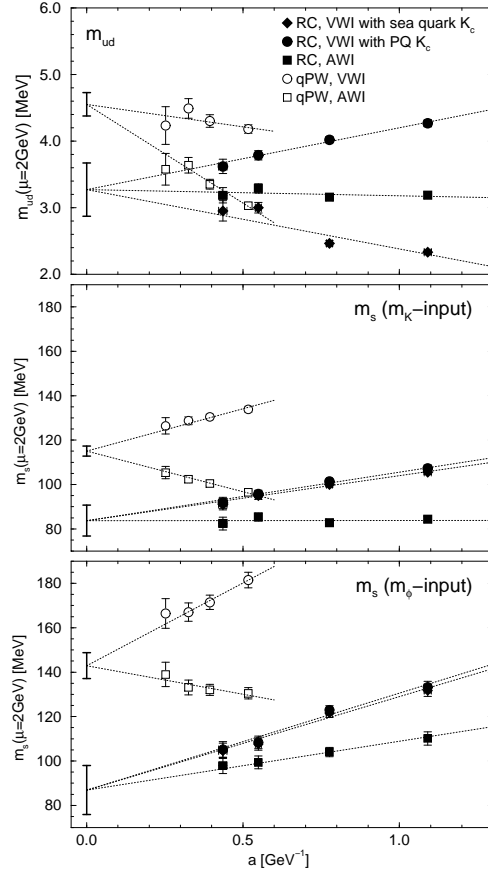 m_ud
RC, VWI with sea quark K_c
RC, VWI with PQ K_c
RC, AWI
qPW, VWI
qPW, AWI
m_ud(μ=2GeV) [MeV]
6.0
5.0
4.0
3.0
2.0
m_s (m_K−input)
m_s(μ=2GeV) [MeV]
180
160
140
120
100
80
m_s (m_ϕ−input)
m_s(μ=2GeV) [MeV]
180
160
140
120
100
80
0.0
0.5
1.0
a [GeV⁻¹]